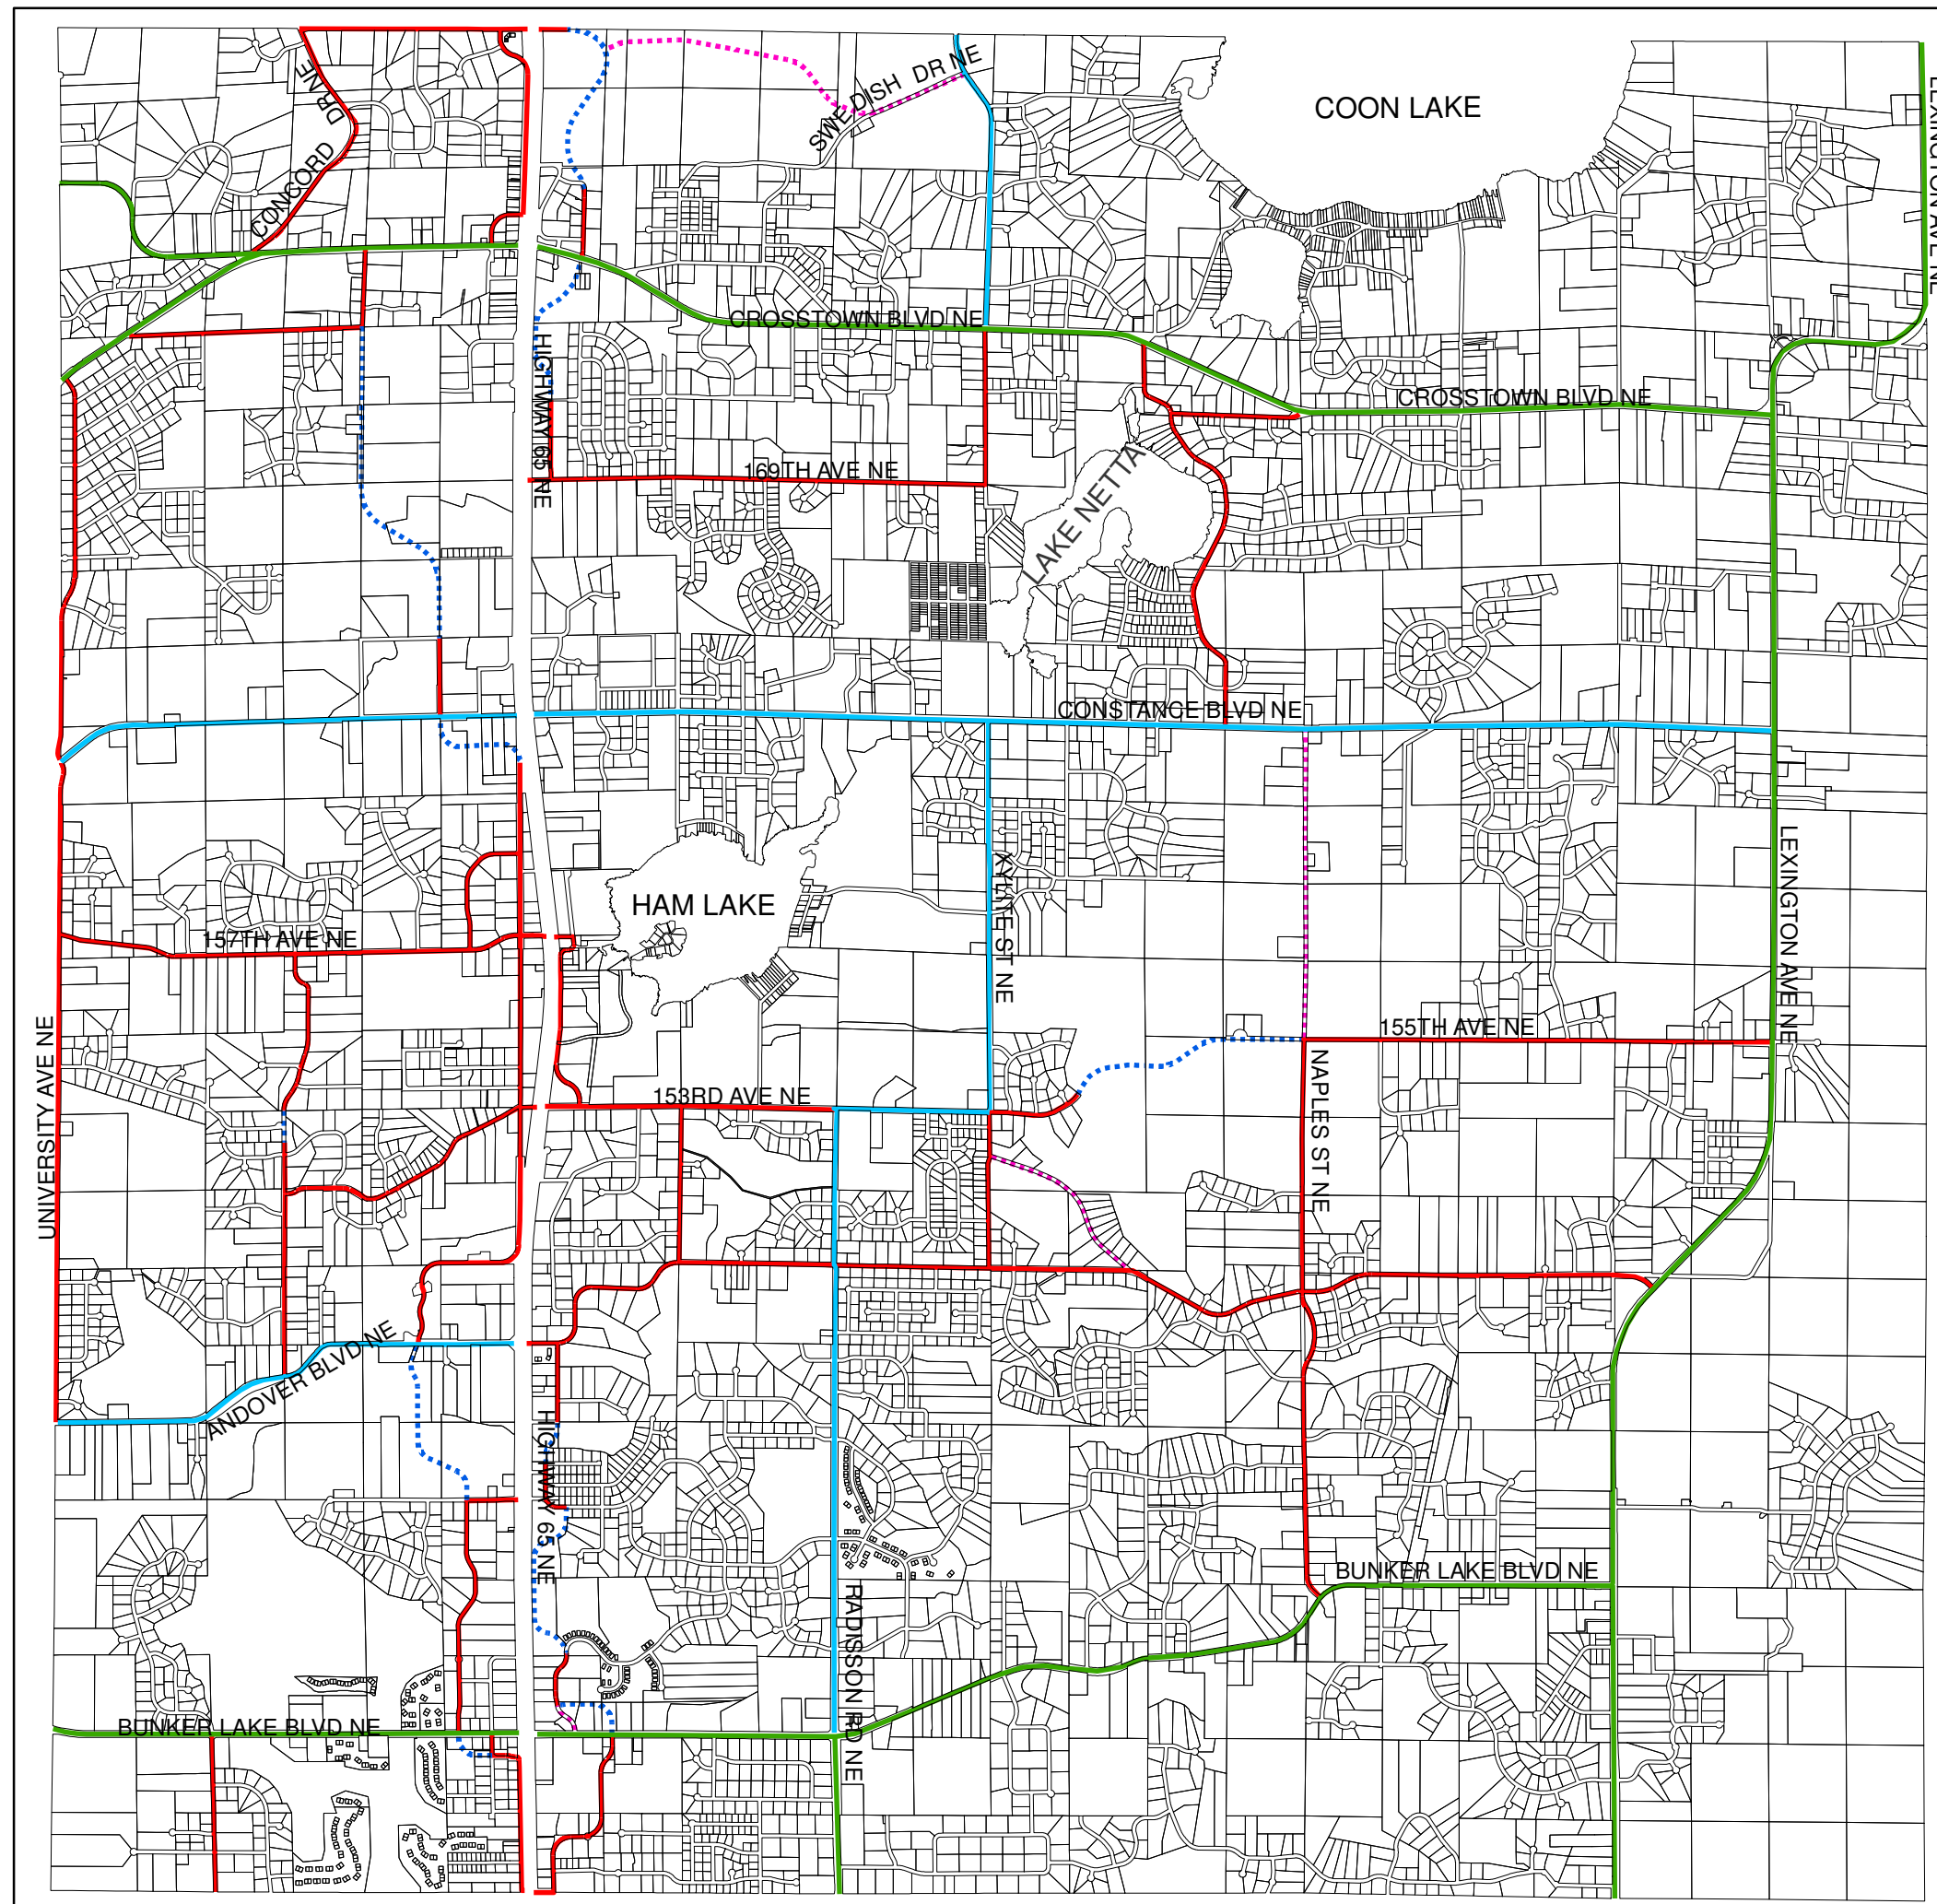 COON LAKE
LEXINGTON AVE NE
SWEDISH DR NE
CONCORD DR NE
CROSSTOWN BLVD NE
HIGHWAY 65 NE
CROSSTOWN BLVD NE
169TH AVE NE
LAKE NETTA
CONSTANCE BLVD NE
HAM LAKE
XYLITE ST NE
LEXINGTON AVE NE
157TH AVE NE
155TH AVE NE
UNIVERSITY AVE NE
153RD AVE NE
NAPLES ST NE
ANDOVER BLVD NE
HIGHWAY 65 NE
BUNKER LAKE BLVD NE
RADISSON RD NE
BUNKER LAKE BLVD NE